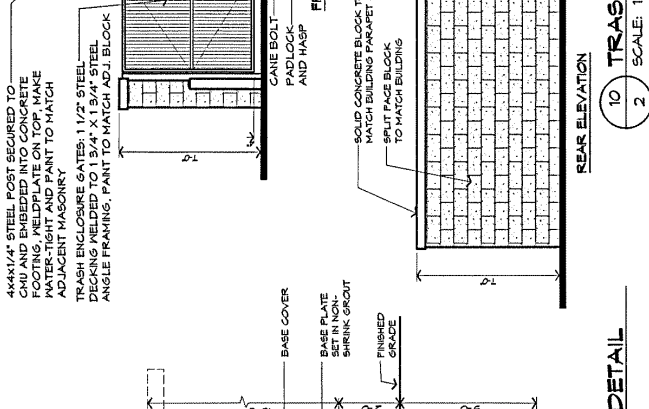 4x4x1/4" STEEL POST SECURED TO
CMU AND EMBEDED INTO CONCRETE
FOOTING, WELDPLATE ON TOP, MAKE
WATER-TIGHT AND PAINT TO MATCH
ADJACENT MASONRY
TRASH ENCLOSURE GATES: 1 1/2" STEEL
DECKING WELDED TO 1 3/4" X 1 3/4" STEEL
ANGLE FRAMING, PAINT TO MATCH ADJ. BLOCK
7'-0"
CANE BOLT
PADLOCK
AND HASP
SOLID CONCRETE BLOCK T
MATCH BUILDING PARAPET
SPLIT FACE BLOCK
TO MATCH BUILDING
7'-0"
REAR ELEVATION
10
2
TRAS
SCALE: 1
BASE COVER
BASE PLATE
SET IN NON-
SHRINK GROUT
FINISHED
GRADE
DETAIL